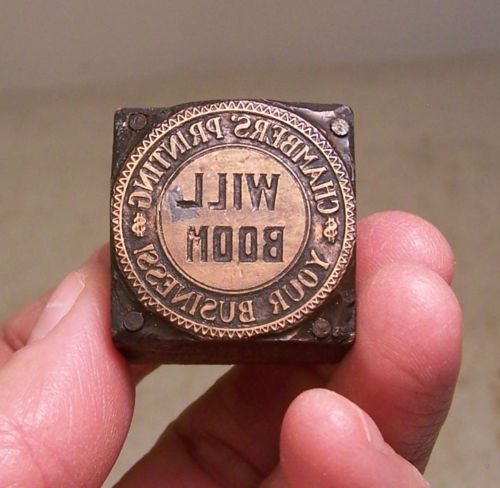 CHAMBERS' PRINTING
WILL
BOOM
YOUR BUSINESS!